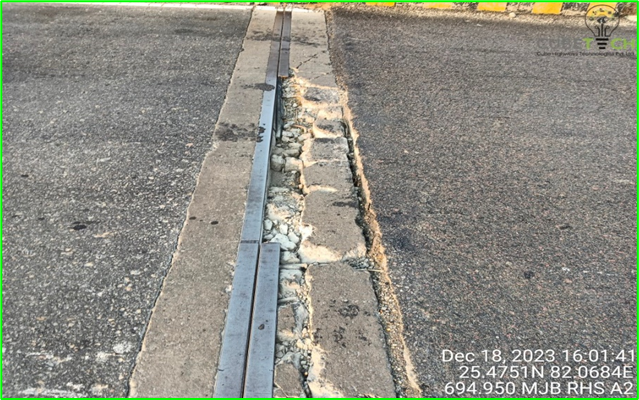 Dec 18, 2023 16:01:41
25.4751N 82.0684E
694.950 MJB RHS A2